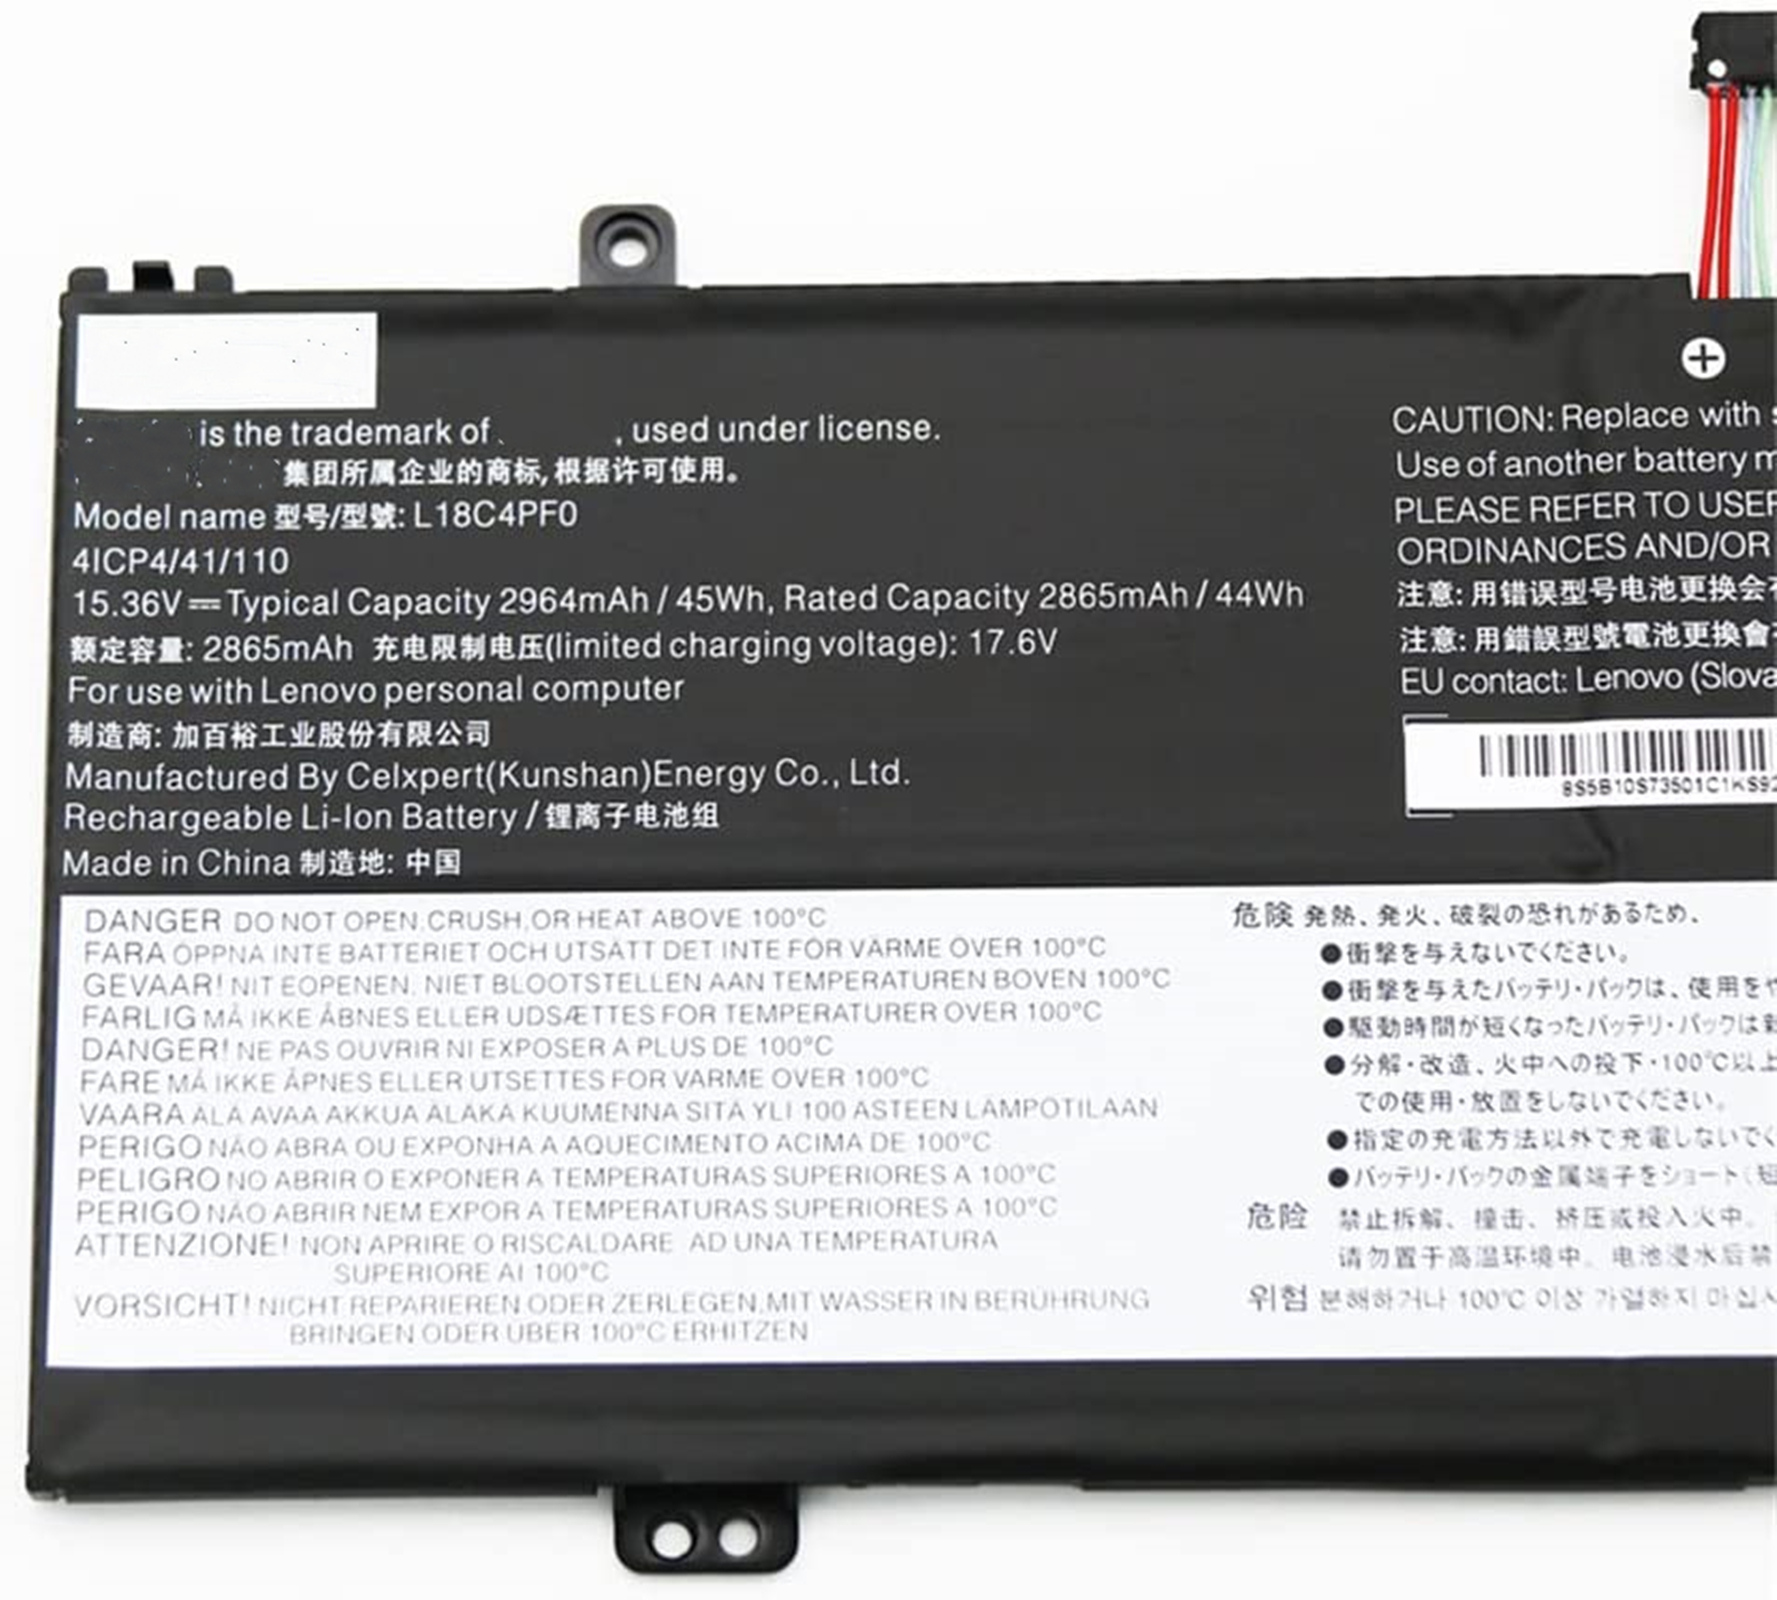 is the trademark of , used under license.
集团所属企业的商标,根据许可使用。
Model name 型号/型號: L18C4PF0
4ICP4/41/110
15.36V⎓Typical Capacity 2964mAh / 45Wh, Rated Capacity 2865mAh / 44Wh
额定容量: 2865mAh 充电限制电压(limited charging voltage): 17.6V
For use with Lenovo personal computer
制造商: 加百裕工业股份有限公司
Manufactured By Celxpert(Kunshan)Energy Co., Ltd.
Rechargeable Li-Ion Battery / 锂离子电池组
Made in China 制造地: 中国
CAUTION: Replace with
Use of another battery
PLEASE REFER TO USER
ORDINANCES AND/OR
注意: 用错误型号电池更换会
注意: 用錯誤型號電池更換會
EU contact: Lenovo (Slova
8S5B10S73501C1KS92
DANGER DO NOT OPEN.CRUSH,OR HEAT ABOVE 100°C
FARA OPPNA INTE BATTERIET OCH UTSATT DET INTE FOR VARME OVER 100°C
GEVAAR! NIT EOPENEN. NIET BLOOTSTELLEN AAN TEMPERATUREN BOVEN 100°C
FARLIG MÅ IKKE ÅBNES ELLER UDSÆTTES FOR TEMPERATURER OVER 100°C
DANGER! NE PAS OUVRIR NI EXPOSER A PLUS DE 100°C
FARE MÅ IKKE ÅPNES ELLER UTSETTES FOR VARME OVER 100°C
VAARA ALA AVAA AKKUA ALAKA KUUMENNA SITA YLI 100 ASTEEN LAMPOTILAAN
PERIGO NÃO ABRA OU EXPONHA A AQUECIMENTO ACIMA DE 100°C
PELIGRO NO ABRIR O EXPONER A TEMPERATURAS SUPERIORES A 100°C
PERIGO NÃO ABRIR NEM EXPOR A TEMPERATURAS SUPERIORES A 100°C
ATTENZIONE! NON APRIRE O RISCALDARE AD UNA TEMPERATURA
SUPERIORE AI 100°C
VORSICHT! NICHT REPARIEREN ODER ZERLEGEN,MIT WASSER IN BERUHRUNG
BRINGEN ODER UBER 100°C ERHITZEN
危険 発熱、発火、破裂の恐れがあるため、
●衝撃を与えないでください。
●衝撃を与えたバッテリ・パックは、使用をや
●駆動時間が短くなったバッテリ・パックは新
●分解・改造、火中への投下・100℃以上
での使用・放置をしないでください。
●指定の充電方法以外で充電しないでく
●バッテリ・パックの金属端子をショート(短
危险 禁止拆解、撞击、挤压或投入火中。
请勿置于高温环境中。电池浸水后禁
위험 분해하거나 100℃ 이상 가열하지 마십시